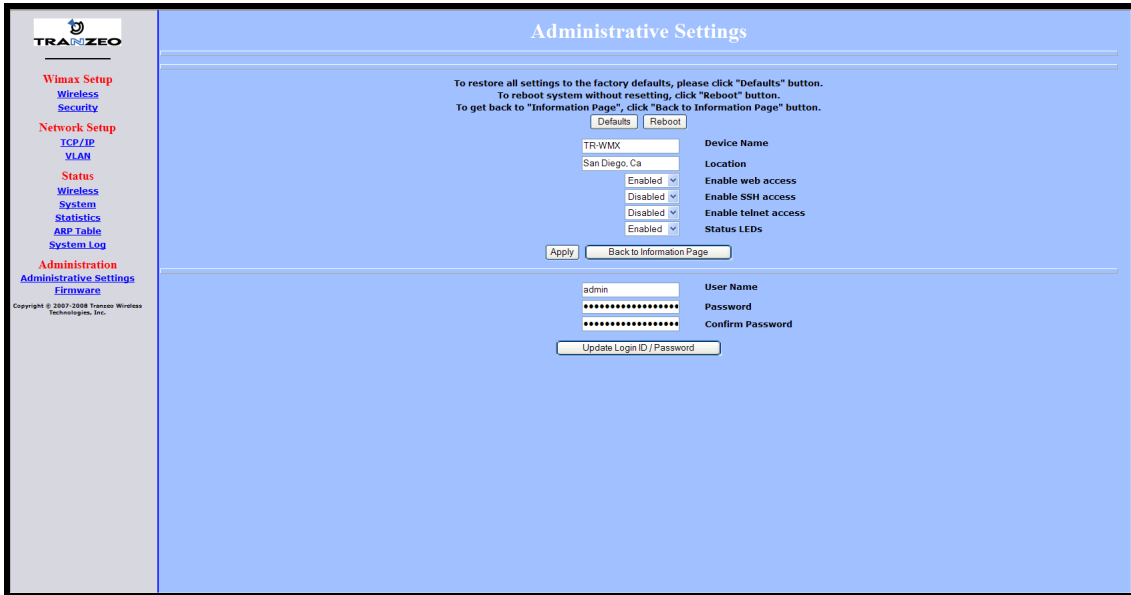 TRANZEO
Wimax Setup
Wireless
Security
Network Setup
TCP/IP
VLAN
Status
Wireless
System
Statistics
ARP Table
System Log
Administration
Administrative Settings
Firmware
Copyright © 2007-2008 Tranzeo Wireless
Technologies, Inc.
Administrative Settings
To restore all settings to the factory defaults, please click "Defaults" button.
To reboot system without resetting, click "Reboot" button.
To get back to "Information Page", click "Back to Information Page" button.
Defaults Reboot
TR-WMX Device Name
San Diego, Ca Location
Enabled Enable web access
Disabled Enable SSH access
Disabled Enable telnet access
Enabled Status LEDs
Apply Back to Information Page
admin User Name
•••••••••••••••••• Password
•••••••••••••••••• Confirm Password
Update Login ID / Password